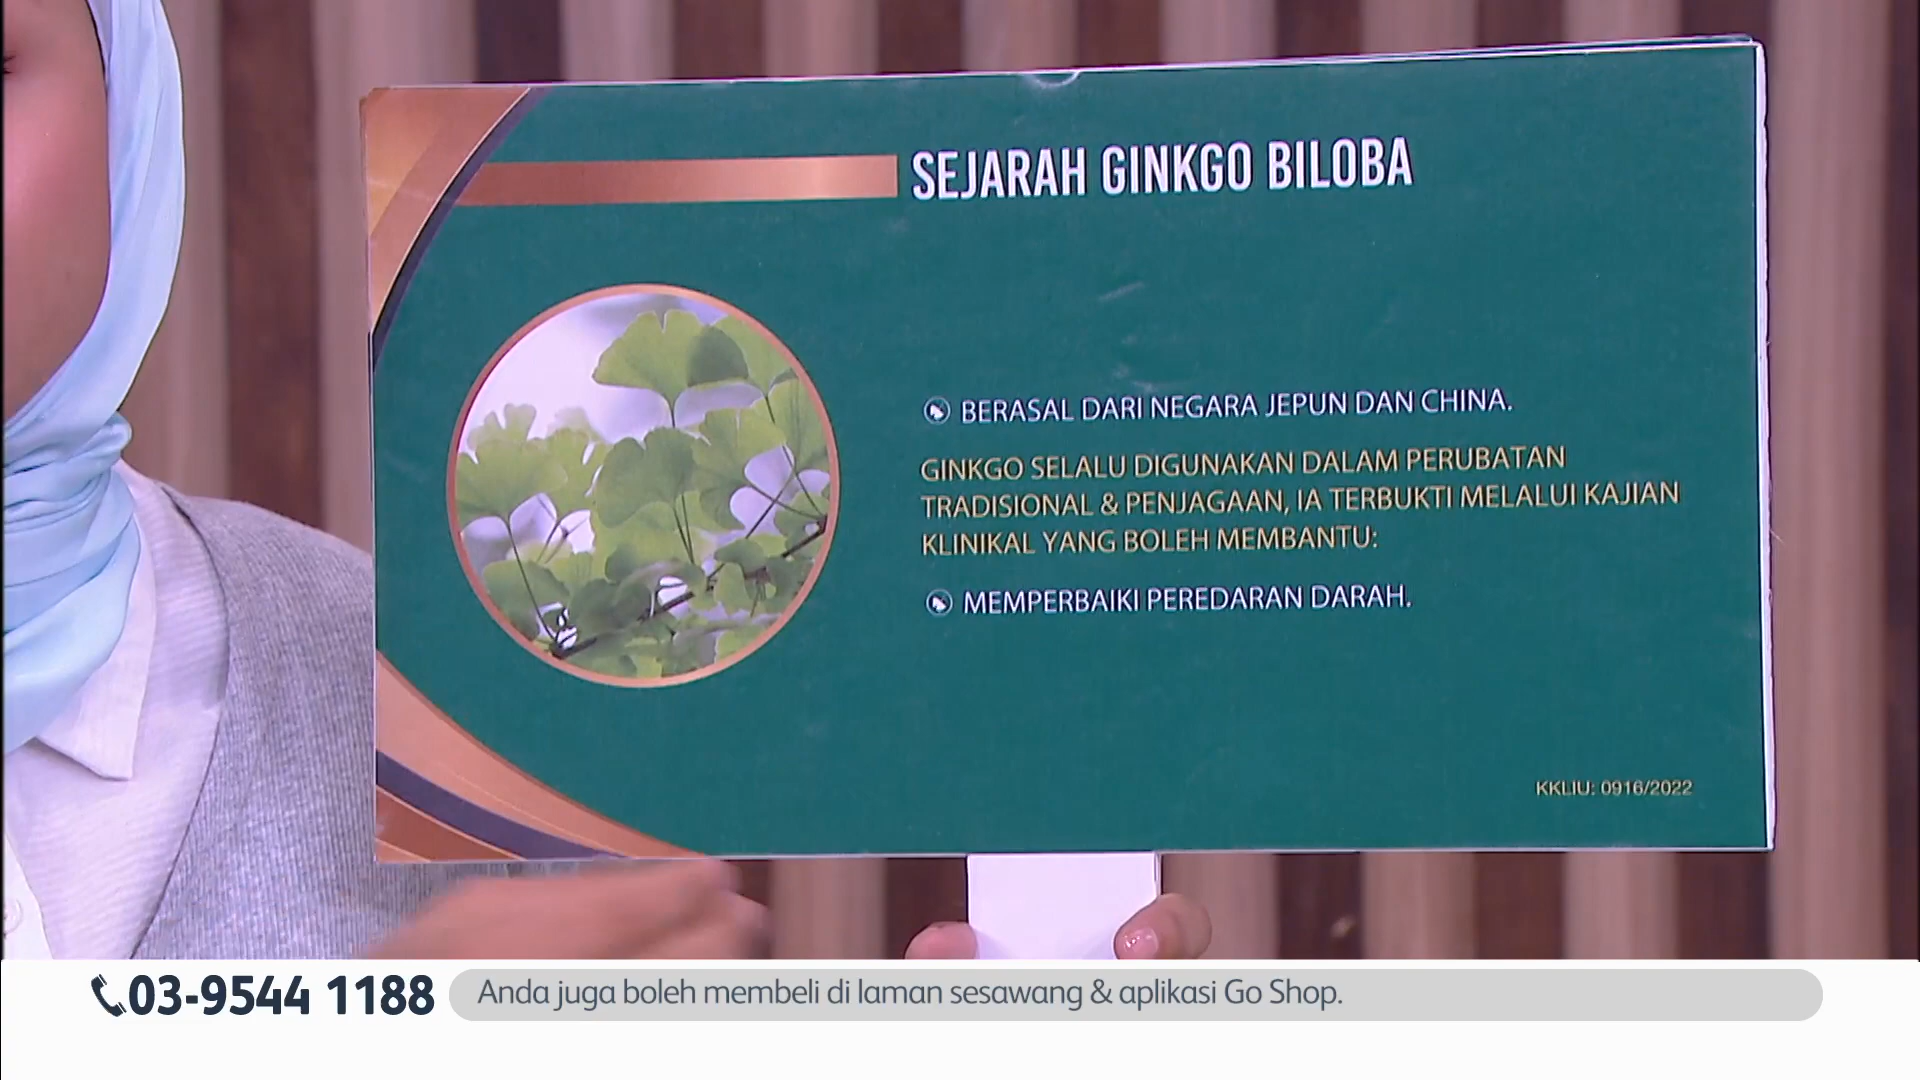 SEJARAH GINKGO BILOBA
BERASAL DARI NEGARA JEPUN DAN CHINA.
GINKGO SELALU DIGUNAKAN DALAM PERUBATAN
TRADISIONAL & PENJAGAAN, IA TERBUKTI MELALUI KAJIAN
KLINIKAL YANG BOLEH MEMBANTU:
MEMPERBAIKI PEREDARAN DARAH.
KKLIU: 0916/2022
03-9544 1188
Anda juga boleh membeli di laman sesawang & aplikasi Go Shop.